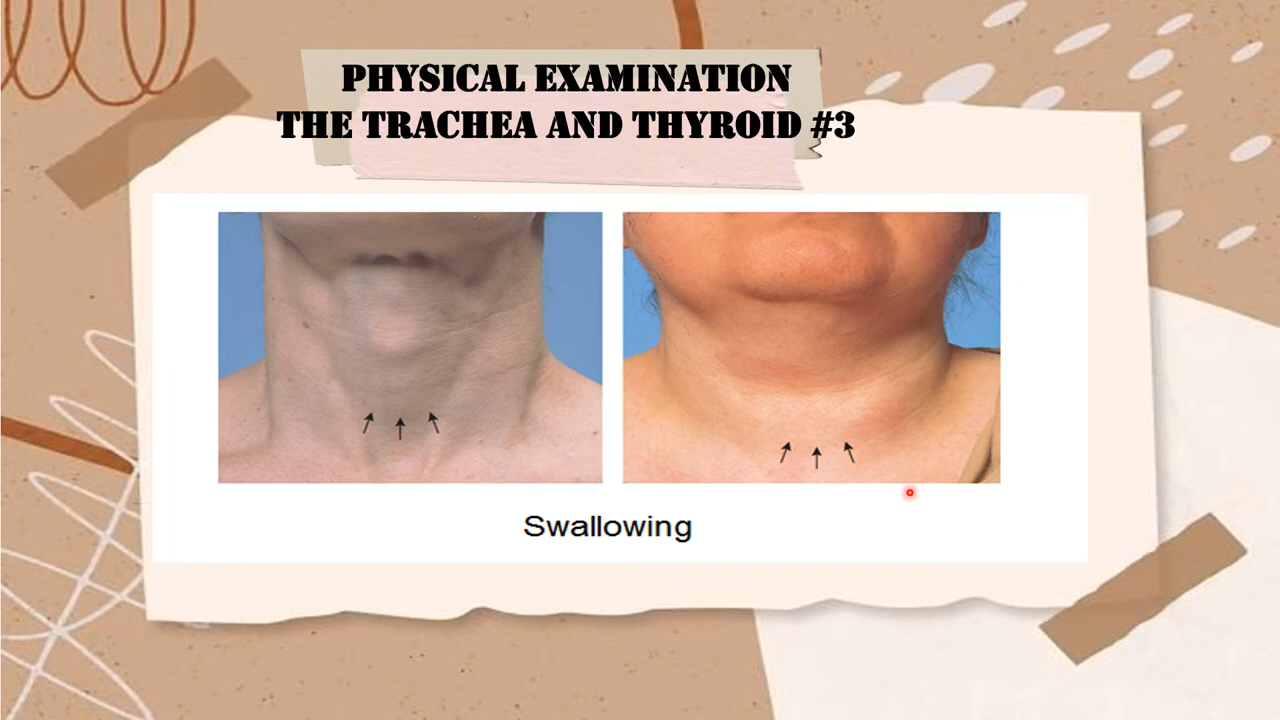 PHYSICAL EXAMINATION
THE TRACHEA AND THYROID #3
Swallowing